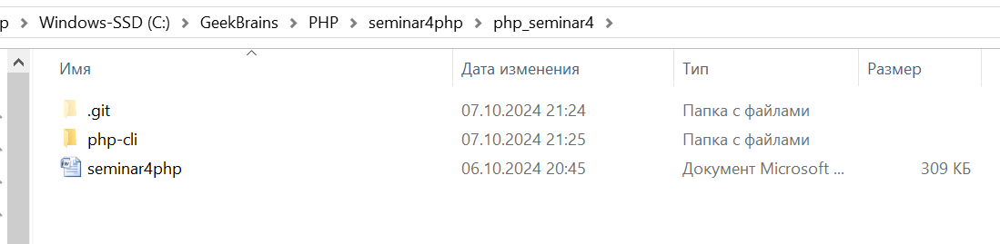 р > Windows-SSD (C:) > GeekBrains > PHP > seminar4php > php_seminar4 >
Имя Дата изменения Тип Размер
.git 07.10.2024 21:24 Папка с файлами
php-cli 07.10.2024 21:25 Папка с файлами
seminar4php 06.10.2024 20:45 Документ Microsoft ... 309 КБ